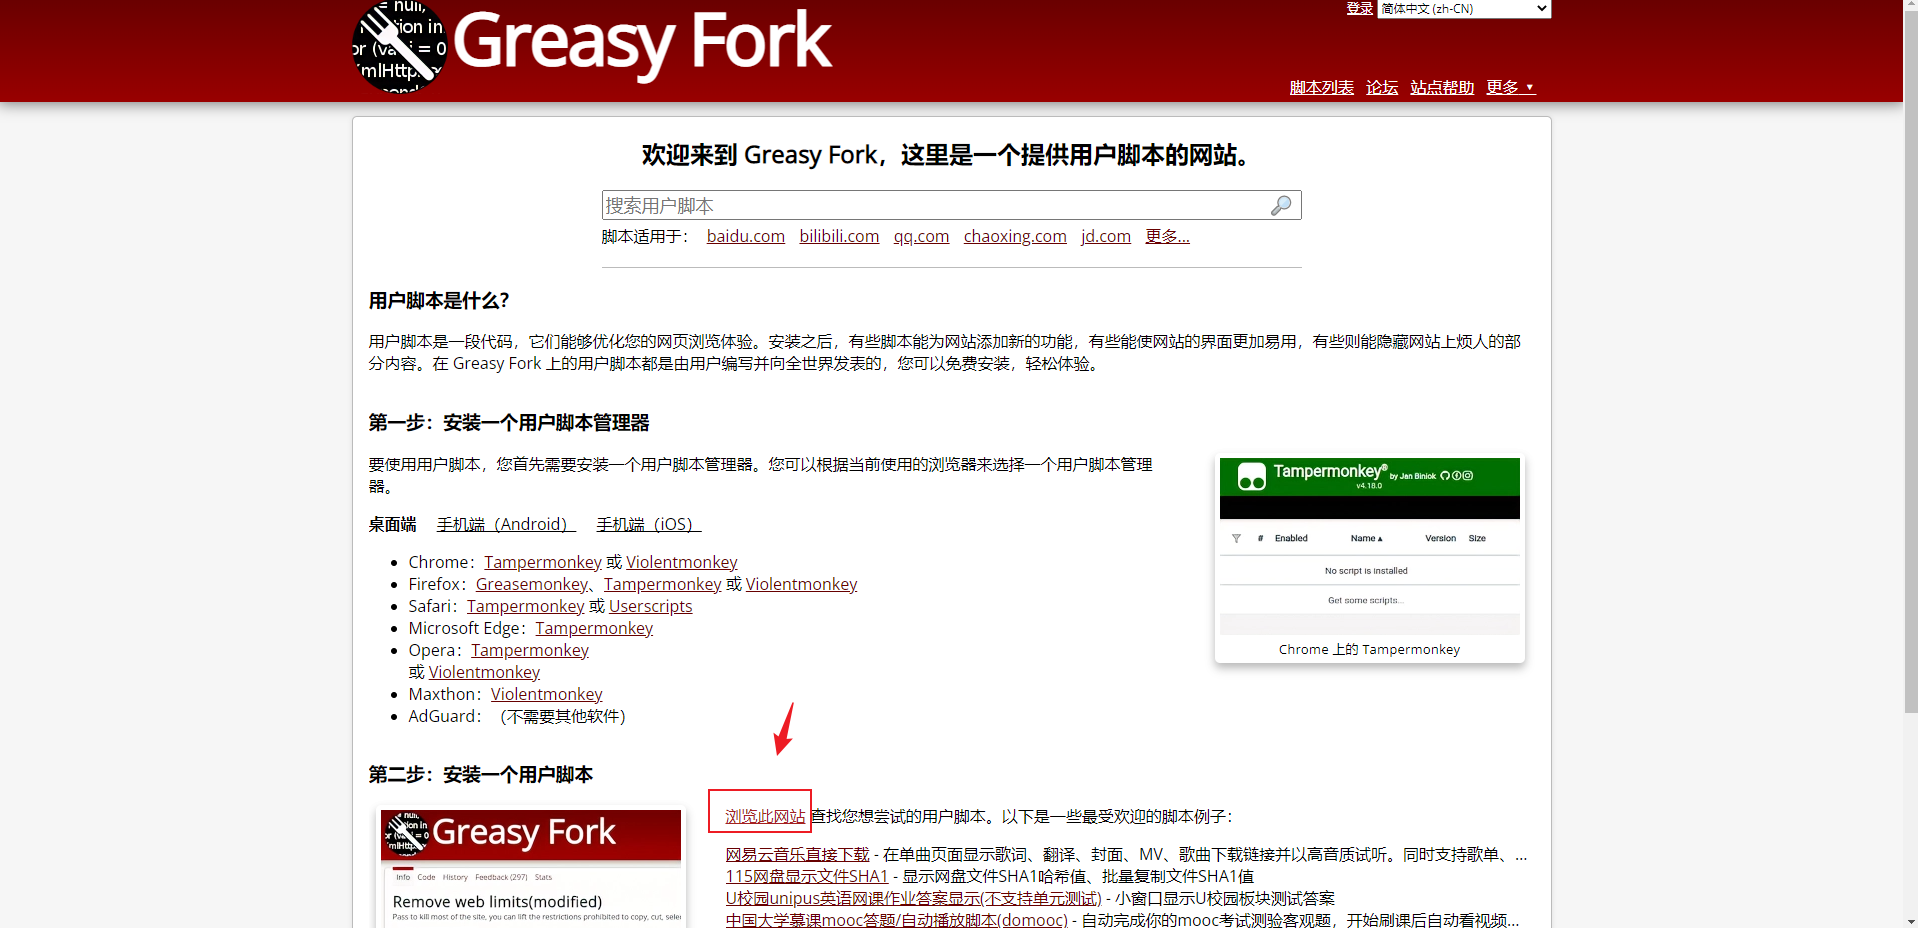 = null,
tion in
or (va i = 0
XmlHttp
cond
Greasy Fork
登录 简体中文 (zh-CN)
脚本列表 论坛 站点帮助 更多 ▼
欢迎来到 Greasy Fork，这里是一个提供用户脚本的网站。
搜索用户脚本
脚本适用于： baidu.com bilibili.com qq.com chaoxing.com jd.com 更多...
用户脚本是什么?
用户脚本是一段代码，它们能够优化您的网页浏览体验。安装之后，有些脚本能为网站添加新的功能，有些能使网站的界面更加易用，有些则能隐藏网站上烦人的部
分内容。在 Greasy Fork 上的用户脚本都是由用户编写并向全世界发表的，您可以免费安装，轻松体验。
第一步：安装一个用户脚本管理器
要使用用户脚本，您首先需要安装一个用户脚本管理器。您可以根据当前使用的浏览器来选择一个用户脚本管理
器。
桌面端 手机端（Android） 手机端（iOS）
• Chrome：Tampermonkey 或 Violentmonkey
• Firefox：Greasemonkey、Tampermonkey 或 Violentmonkey
• Safari：Tampermonkey 或 Userscripts
• Microsoft Edge：Tampermonkey
• Opera：Tampermonkey
或 Violentmonkey
• Maxthon：Violentmonkey
• AdGuard：（不需要其他软件）
Tampermonkey® by Jan Biniok
v4.18.0
# Enabled Name ▴ Version Size
No script is installed
Get some scripts...
Chrome 上的 Tampermonkey
第二步：安装一个用户脚本
Greasy Fork
Info Code History Feedback (297) Stats
Remove web limits(modified)
Pass to kill most of the site, you can lift the restrictions prohibited to copy, cut, selec
浏览此网站 查找您想尝试的用户脚本。以下是一些最受欢迎的脚本例子：
网易云音乐直接下载 - 在单曲页面显示歌词、翻译、封面、MV、歌曲下载链接并以高音质试听。同时支持歌单、...
115网盘显示文件SHA1 - 显示网盘文件SHA1哈希值、批量复制文件SHA1值
U校园unipus英语网课作业答案显示(不支持单元测试) - 小窗口显示U校园板块测试答案
中国大学慕课mooc答题/自动播放脚本(domooc) - 自动完成你的mooc考试测验客观题，开始刷课后自动看视频...